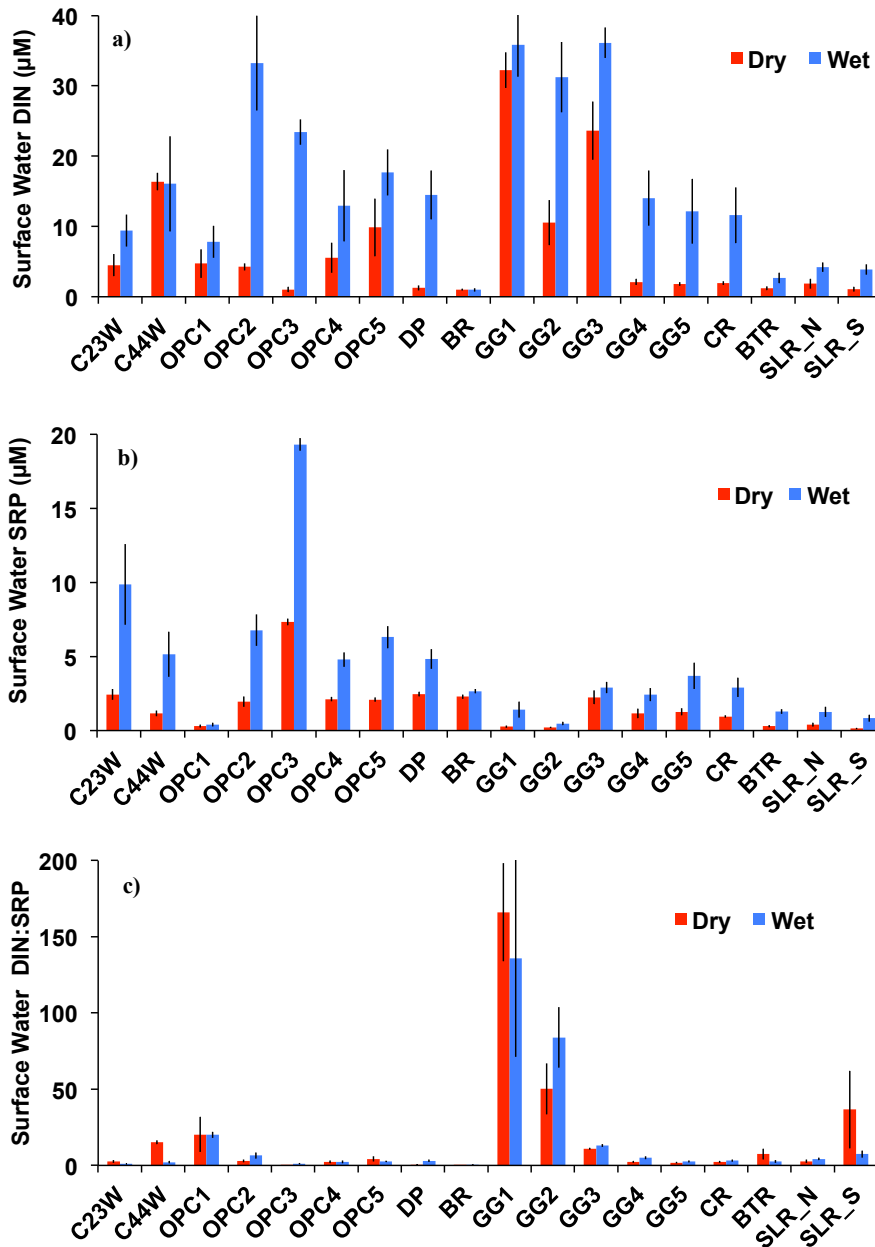 a)
Surface Water DIN (µM)
40
30
20
10
0
Dry Wet
C23W C44W OPC1 OPC2 OPC3 OPC4 OPC5 DP BR GG1 GG2 GG3 GG4 GG5 CR BTR SLR_N SLR_S
b)
Surface Water SRP (µM)
20
15
10
5
0
Dry Wet
C23W C44W OPC1 OPC2 OPC3 OPC4 OPC5 DP BR GG1 GG2 GG3 GG4 GG5 CR BTR SLR_N SLR_S
c)
Surface Water DIN:SRP
200
150
100
50
0
Dry Wet
C23W C44W OPC1 OPC2 OPC3 OPC4 OPC5 DP BR GG1 GG2 GG3 GG4 GG5 CR BTR SLR_N SLR_S